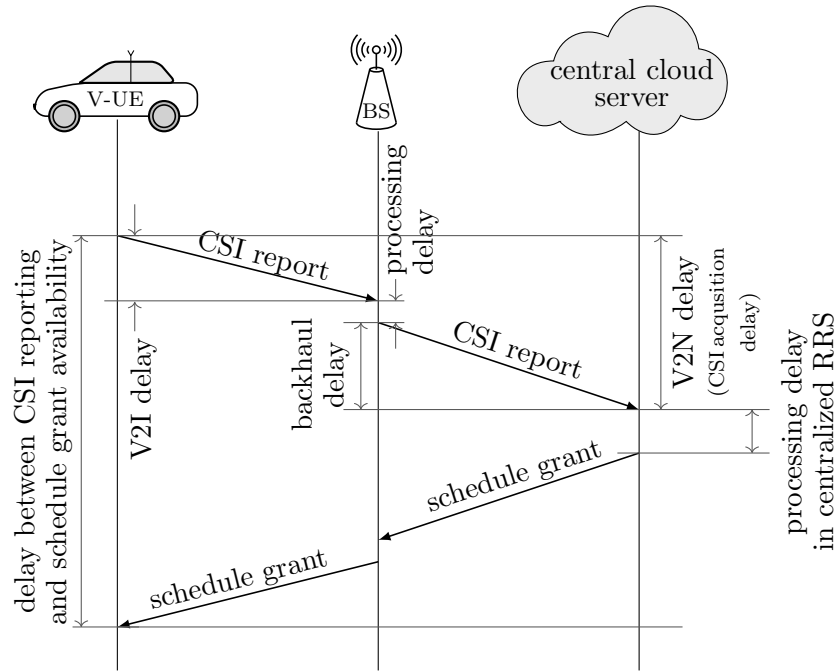 V-UE
BS
central cloud
server
processing
delay
CSI report
delay between CSI reporting
and schedule grant availability
V2I delay
backhaul
delay
CSI report
V2N delay
(CSI acqusition
delay)
processing delay
in centralized RRS
schedule grant
schedule grant